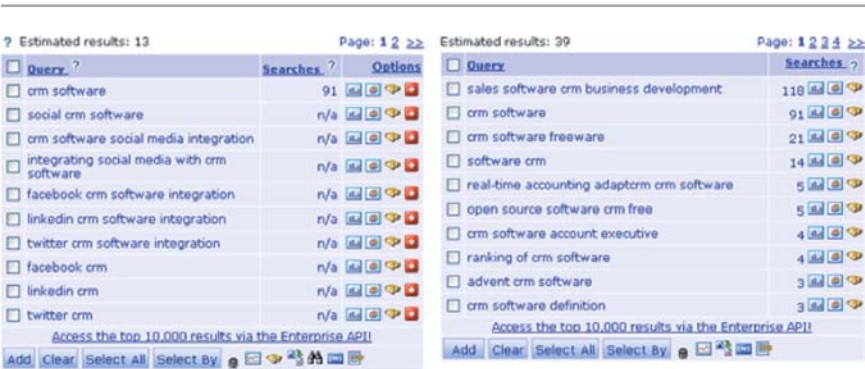 ? Estimated results: 13 Page: 1 2 >>
Query ? Searches ? Options
crm software 91
social crm software n/a
crm software social media integration n/a
integrating social media with crm
software n/a
facebook crm software integration n/a
linkedin crm software integration n/a
twitter crm software integration n/a
facebook crm n/a
linkedin crm n/a
twitter crm n/a
Access the top 10,000 results via the Enterprise API!
Add Clear Select All Select By
Estimated results: 39 Page: 1 2 3 4 >>
Query Searches ?
sales software crm business development 118
crm software 91
crm software freeware 21
software crm 14
real-time accounting adaptcrm crm software 5
open source software crm free 5
crm software account executive 4
ranking of crm software 4
advent crm software 3
crm software definition 3
Access the top 10,000 results via the Enterprise API!
Add Clear Select All Select By